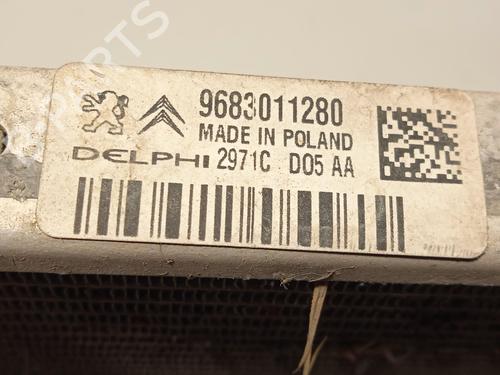 9683011280
MADE IN POLAND
DELPHI 2971C D05 AA